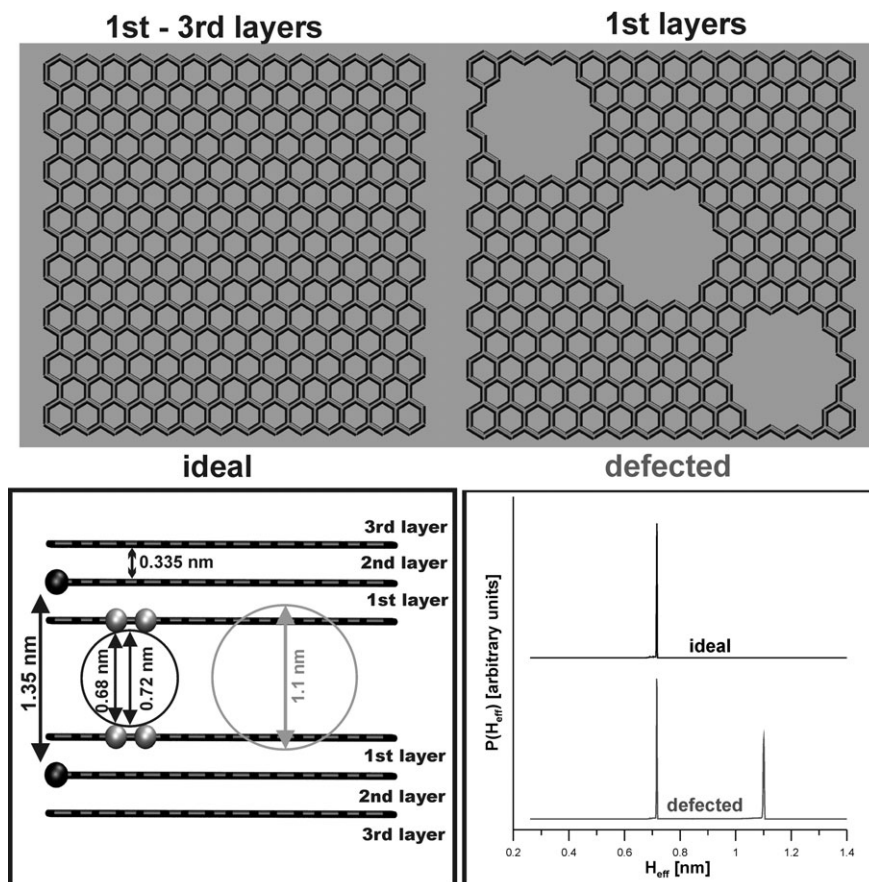 1st - 3rd layers
1st layers
ideal
defected
3rd layer
0.335 nm
2nd layer
1st layer
1.35 nm
0.68 nm
0.72 nm
1.1 nm
1st layer
2nd layer
3rd layer
P(Heff) [arbitrary units]
ideal
defected
0.2 0.4 0.6 0.8 1 1.2 1.4
Heff [nm]